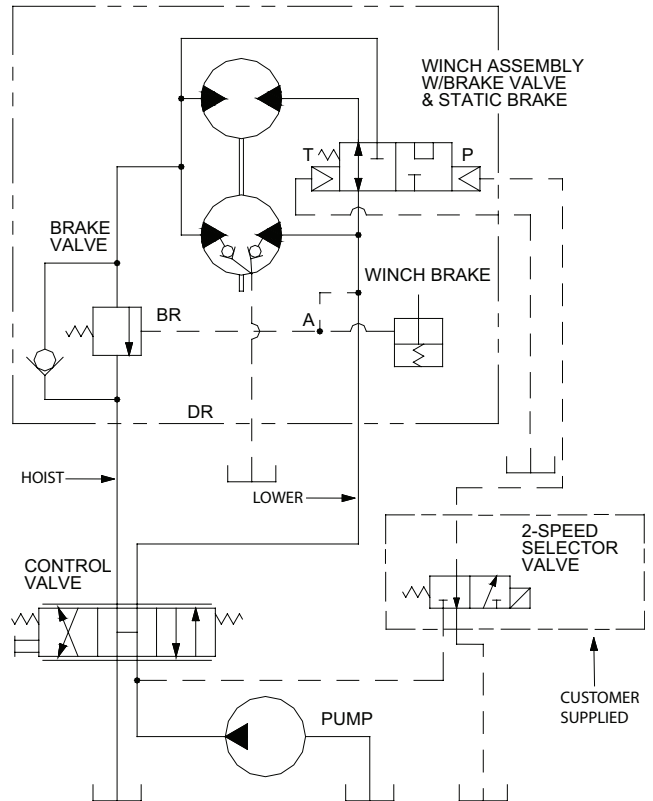 WINCH ASSEMBLY
W/BRAKE VALVE
& STATIC BRAKE
T
P
BRAKE
VALVE
WINCH BRAKE
BR
A
DR
HOIST
LOWER
2-SPEED
SELECTOR
VALVE
CONTROL
VALVE
CUSTOMER
SUPPLIED
PUMP